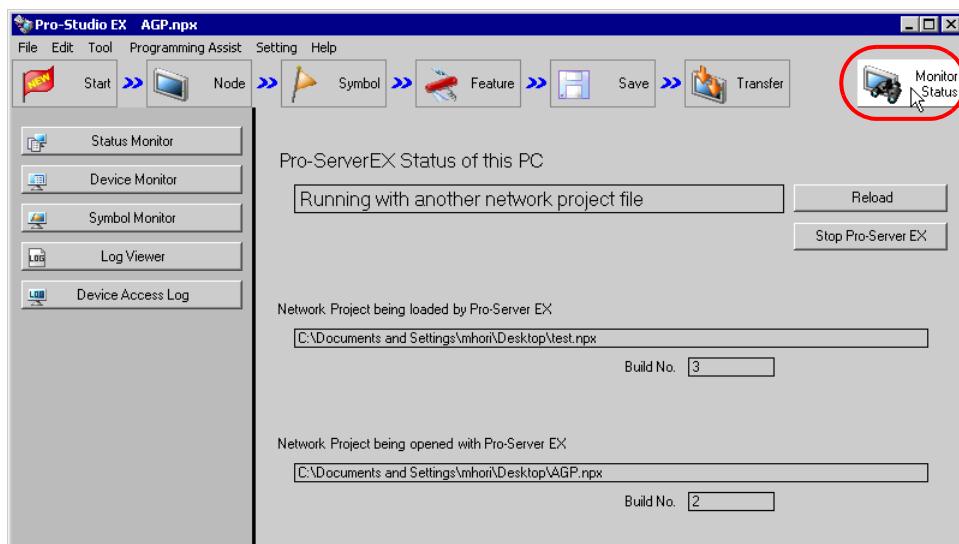 Pro-Studio EX AGP.npx
File Edit Tool Programming Assist Setting Help
NEW Start Node Symbol Feature Save Transfer Monitor Status
Status Monitor
Device Monitor
Symbol Monitor
LOG Log Viewer
LOG Device Access Log
Pro-ServerEX Status of this PC
Running with another network project file
Reload
Stop Pro-Server EX
Network Project being loaded by Pro-Server EX
C:\Documents and Settings\mhori\Desktop\test.npx
Build No. 3
Network Project being opened with Pro-Server EX
C:\Documents and Settings\mhori\Desktop\AGP.npx
Build No. 2